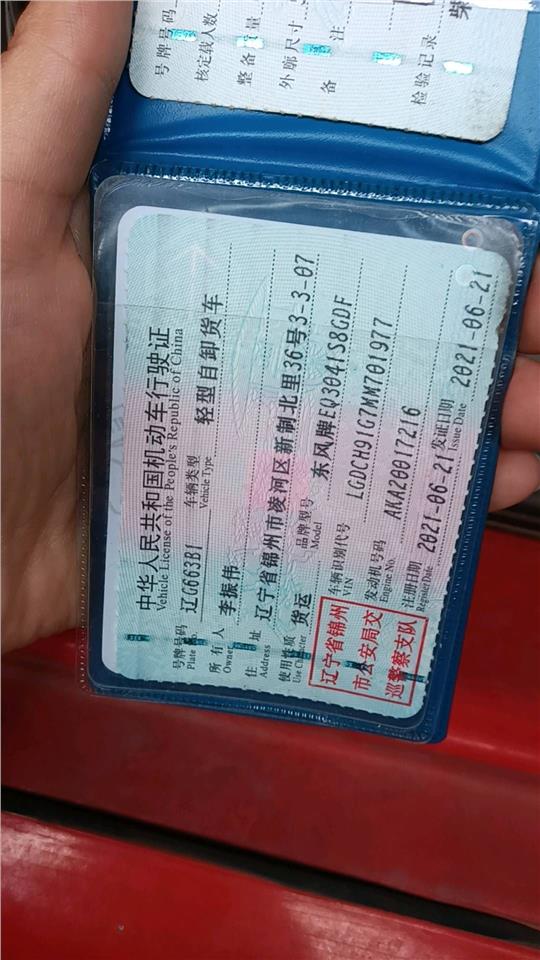 号牌号码
核定载人数
整备质量
外廓尺寸
备 注
检验记录
柴
中华人民共和国机动车行驶证
Vehicle License of the People's Republic of China
号牌号码 辽G663B1 车辆类型 轻型自卸货车
Plate No. Vehicle Type
所有人 李振伟
Owner
住址 辽宁省锦州市凌河区新制北里36号3-3-07
Address
使用性质 货运 品牌型号 东风牌EQ3041S8GDF
Use Character Model
车辆识别代号 LGDCH91G7MM701977
VIN
发动机号码 AKA20017216
Engine No.
注册日期 2021-06-21 发证日期 2021-06-21
Register Date Issue Date
辽宁省锦州
市公安局交
巡警察支队